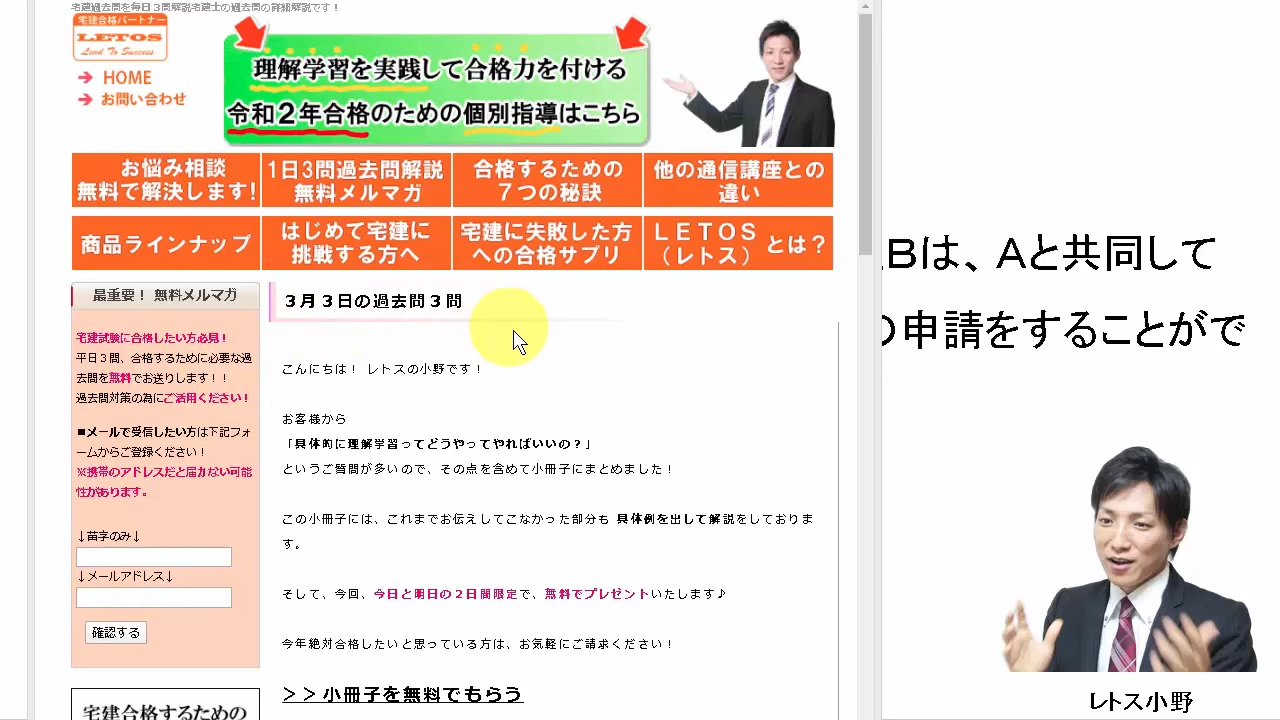 宅建過去問を毎日３問解説宅建士の過去問の詳細解説です！
宅建合格パートナー
LETOS
Lead To Success
HOME
お問い合わせ
理解学習を実践して合格力を付ける
令和２年合格のための個別指導はこちら
お悩み相談
無料で解決します!
1日3問過去問解説
無料メルマガ
合格するための
７つの秘訣
他の通信講座との
違い
商品ラインナップ
はじめて宅建に
挑戦する方へ
宅建に失敗した方
への合格サプリ
ＬＥＴＯＳ
（レトス）
とは？
最重要！ 無料メルマガ
宅建試験に合格したい方必見！
平日３問、合格するために必要な過
去問を無料でお送りします！！
過去問対策の為にご活用ください！
■メールで受信したい方は下記フォ
ームからご登録ください！
※携帯のアドレスだと届かない可能
性があります。
↓苗字のみ↓
↓メールアドレス↓
確認する
宅建合格するための
３月３日の過去問３問
こんにちは！ レトスの小野です！
お客様から
「具体的に理解学習ってどうやってやればいいの？」
というご質問が多いので、その点を含めて小冊子にまとめました！
この小冊子には、これまでお伝えしてこなかった部分も 具体例を出して解説をしておりま
す。
そして、今回、今日と明日の２日間限定で、無料でプレゼントいたします♪
今年絶対合格したいと思っている方は、お気軽にご請求ください！
＞＞小冊子を無料でもらう
Ｂは、Ａと共同して
の申請をすることがで
レトス小野